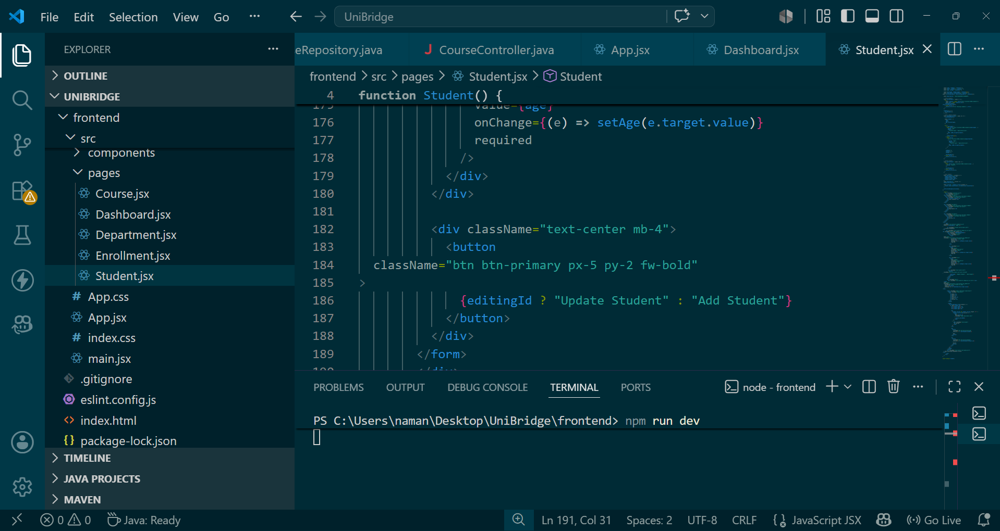 File Edit Selection View Go ··· UniBridge
EXPLORER ···
OUTLINE
UNIBRIDGE
frontend
src
components
pages
Course.jsx
Dashboard.jsx
Department.jsx
Enrollment.jsx
Student.jsx
# App.css
App.jsx
# index.css
main.jsx
.gitignore
eslint.config.js
<> index.html
{} package-lock.json
TIMELINE
JAVA PROJECTS
MAVEN
eRepository.java J CourseController.java App.jsx Dashboard.jsx Student.jsx
frontend > src > pages > Student.jsx > Student
4 function Student() {
175 value={age}
176 onChange={(e) => setAge(e.target.value)}
177 required
178 />
179 </div>
180 </div>
181
182 <div className="text-center mb-4">
183 <button
184 className="btn btn-primary px-5 py-2 fw-bold"
185 >
186 {editingId ? "Update Student" : "Add Student"}
187 </button>
188 </div>
189 </form>
190 </div>
PROBLEMS OUTPUT DEBUG CONSOLE TERMINAL PORTS node - frontend
PS C:\Users\naman\Desktop\UniBridge\frontend> npm run dev
0 0 Java: Ready Ln 191, Col 31 Spaces: 2 UTF-8 CRLF JavaScript JSX Go Live